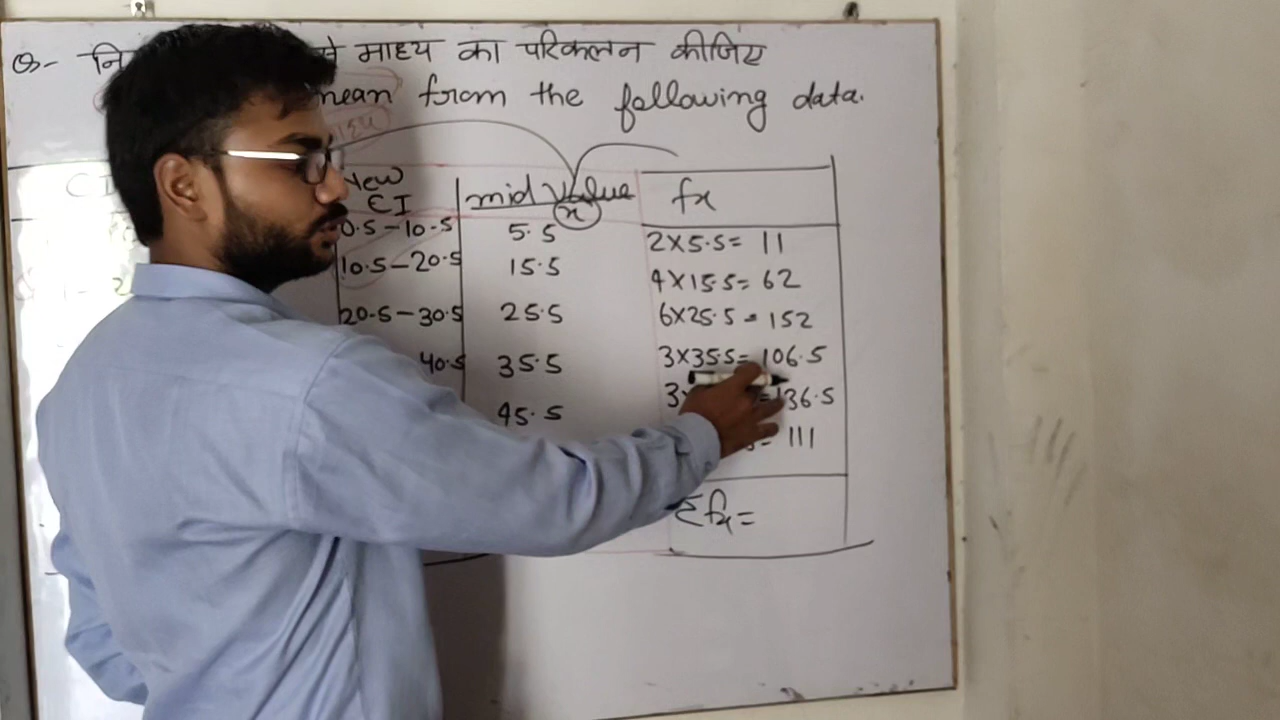 Q- नि से माध्य का परिकलन कीजिए
mean from the following data.
New CI mid value (x) fx
0.5-10.5 5.5 2×5.5= 11
10.5-20.5 15.5 4×15.5= 62
20.5-30.5 25.5 6×25.5= 152
40.5 35.5 3×35.5= 106.5
45.5 3× =136.5
= 111
Σfx=